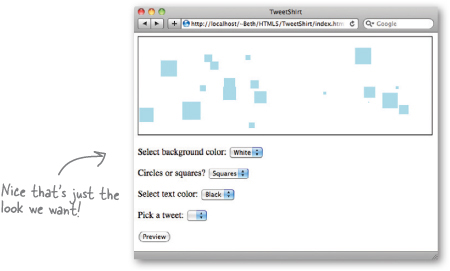 TweetShirt
http://localhost/~Beth/HTML5/TweetShirt/index.htm
Google
Select background color: White
Circles or squares? Squares
Select text color: Black
Pick a tweet:
Preview
Nice that's just the
look we want!